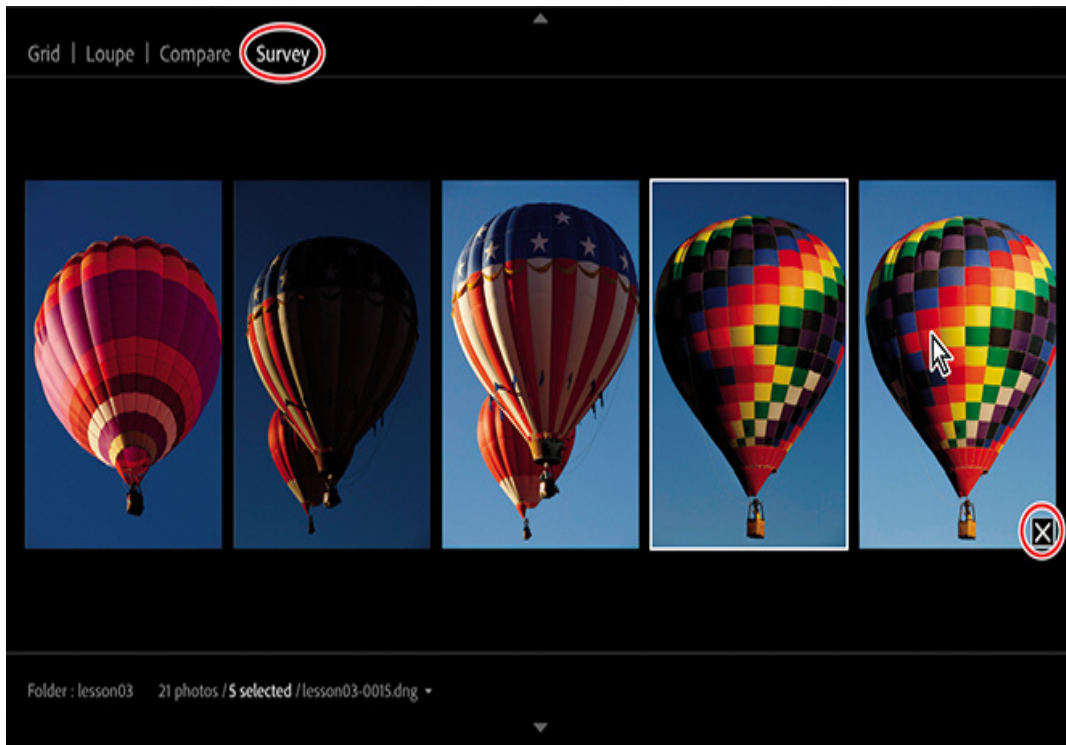 Grid | Loupe | Compare Survey
Folder : lesson03 21 photos / 5 selected / lesson03-0015.dng